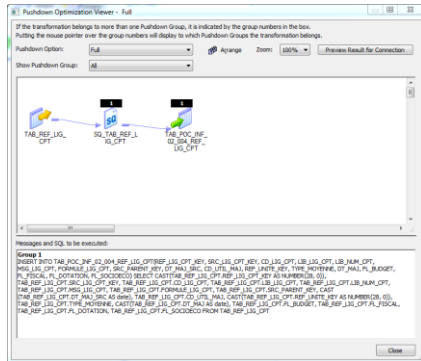 Pushdown Optimization Viewer - Full
If the transformation belongs to more than one Pushdown Group, it is indicated by the group numbers in the box.
Putting the mouse pointer over the group numbers will display to which Pushdown Groups the transformation belongs.
Pushdown Option: Full Arrange Zoom: 100% Preview Result for Connection
Show Pushdown Group: All
1 1
SQ
TAB_REF_LIG_ SQ_TAB_REF_L TAB_POC_INF_
CPT IG_CPT 02_004_REF_
LIG_CPT
Messages and SQL to be executed:
Group 1
INSERT INTO TAB_POC_INF_02_004_REF_LIG_CPT(REF_LIG_CPT_KEY, SRC_LIG_CPT_KEY, CD_LIG_CPT, LIB_LIG_CPT, LIB_NUM_CPT,
MSG_LIG_CPT, FORMULE_LIG_CPT, SRC_PARENT_KEY, DT_MAJ_SRC, CD_UTIL_MAJ, REF_UNITE_KEY, TYPE_MOYENNE, DT_MAJ, FL_BUDGET,
FL_FISCAL, FL_DOTATION, FL_SOCIOECO) SELECT CAST(TAB_REF_LIG_CPT.REF_LIG_CPT_KEY AS NUMBER(28, 0)),
TAB_REF_LIG_CPT.SRC_LIG_CPT_KEY, TAB_REF_LIG_CPT.CD_LIG_CPT, TAB_REF_LIG_CPT.LIB_LIG_CPT, TAB_REF_LIG_CPT.LIB_NUM_CPT,
TAB_REF_LIG_CPT.MSG_LIG_CPT, TAB_REF_LIG_CPT.FORMULE_LIG_CPT, TAB_REF_LIG_CPT.SRC_PARENT_KEY, CAST
(TAB_REF_LIG_CPT.DT_MAJ_SRC AS date), TAB_REF_LIG_CPT.CD_UTIL_MAJ, CAST(TAB_REF_LIG_CPT.REF_UNITE_KEY AS NUMBER(28, 0)),
TAB_REF_LIG_CPT.TYPE_MOYENNE, CAST(TAB_REF_LIG_CPT.DT_MAJ AS date), TAB_REF_LIG_CPT.FL_BUDGET, TAB_REF_LIG_CPT.FL_FISCAL,
TAB_REF_LIG_CPT.FL_DOTATION, TAB_REF_LIG_CPT.FL_SOCIOECO FROM TAB_REF_LIG_CPT
Close